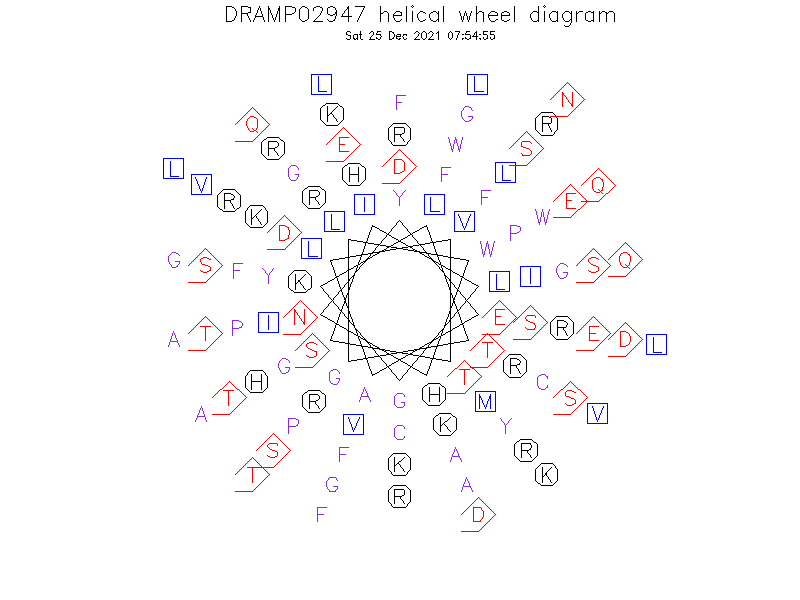 DRAMP02947 helical wheel diagram
Sat 25 Dec 2021 07:54:55
L L
F N
K G
Q R R
R E W S
L G H D F L
V Q
R R I Y L F E
K L V W
D P
L W
G S S Q
F Y I G
K L
P I N E S R
A T E D L
S T
G R
H G T C
T R A G H M S
A V
P V K Y
C
S F A R
K
T K
G A
R
F D